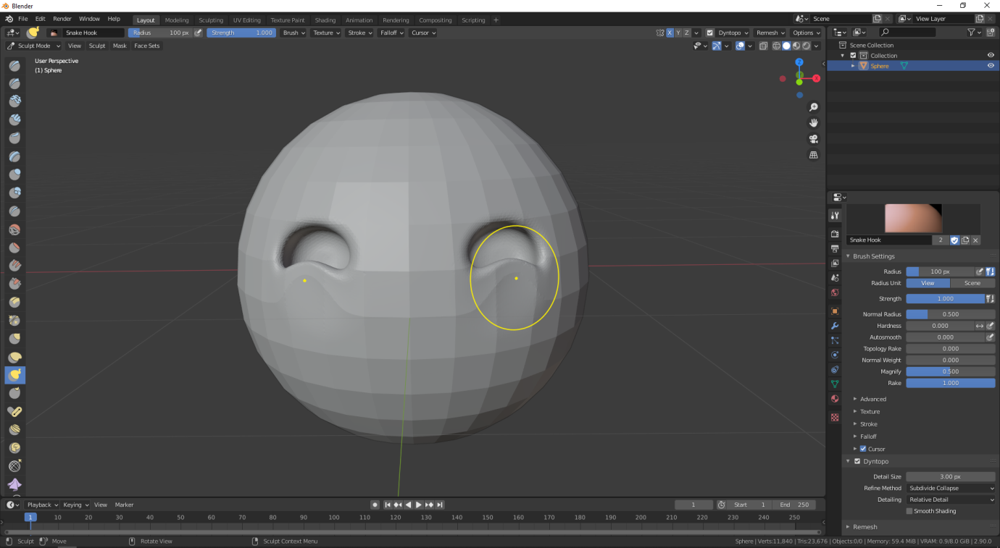 Blender
File Edit Render Window Help Layout Modeling Sculpting UV Editing Texture Paint Shading Animation Rendering Compositing Scripting + Scene View Layer
Snake Hook Radius 100 px Strength 1.000 Brush Texture Stroke Falloff Cursor X Y Z Dyntopo Remesh Options
Sculpt Mode View Sculpt Mask Face Sets
User Perspective
(1) Sphere
Z
X
Scene Collection
Collection
Sphere
Snake Hook 2
Brush Settings
Radius 100 px
Radius Unit View Scene
Strength 1.000
Normal Radius 0.500
Hardness 0.000
Autosmooth 0.000
Topology Rake 0.000
Normal Weight 0.000
Magnify 0.500
Rake 1.000
Advanced
Texture
Stroke
Falloff
Cursor
Dyntopo
Detail Size 3.00 px
Refine Method Subdivide Collapse
Detailing Relative Detail
Smooth Shading
Remesh
Playback Keying View Marker 1 Start 1 End 250
1 10 20 30 40 50 60 70 80 90 100 110 120 130 140 150 160 170 180 190 200 210 220 230 240 250
Sculpt Move Rotate View Sculpt Context Menu Sphere | Verts:11,840 | Tris:23,676 | Objects:0/0 | Memory: 59.4 MiB | VRAM: 0.9/8.0 GiB | 2.90.0